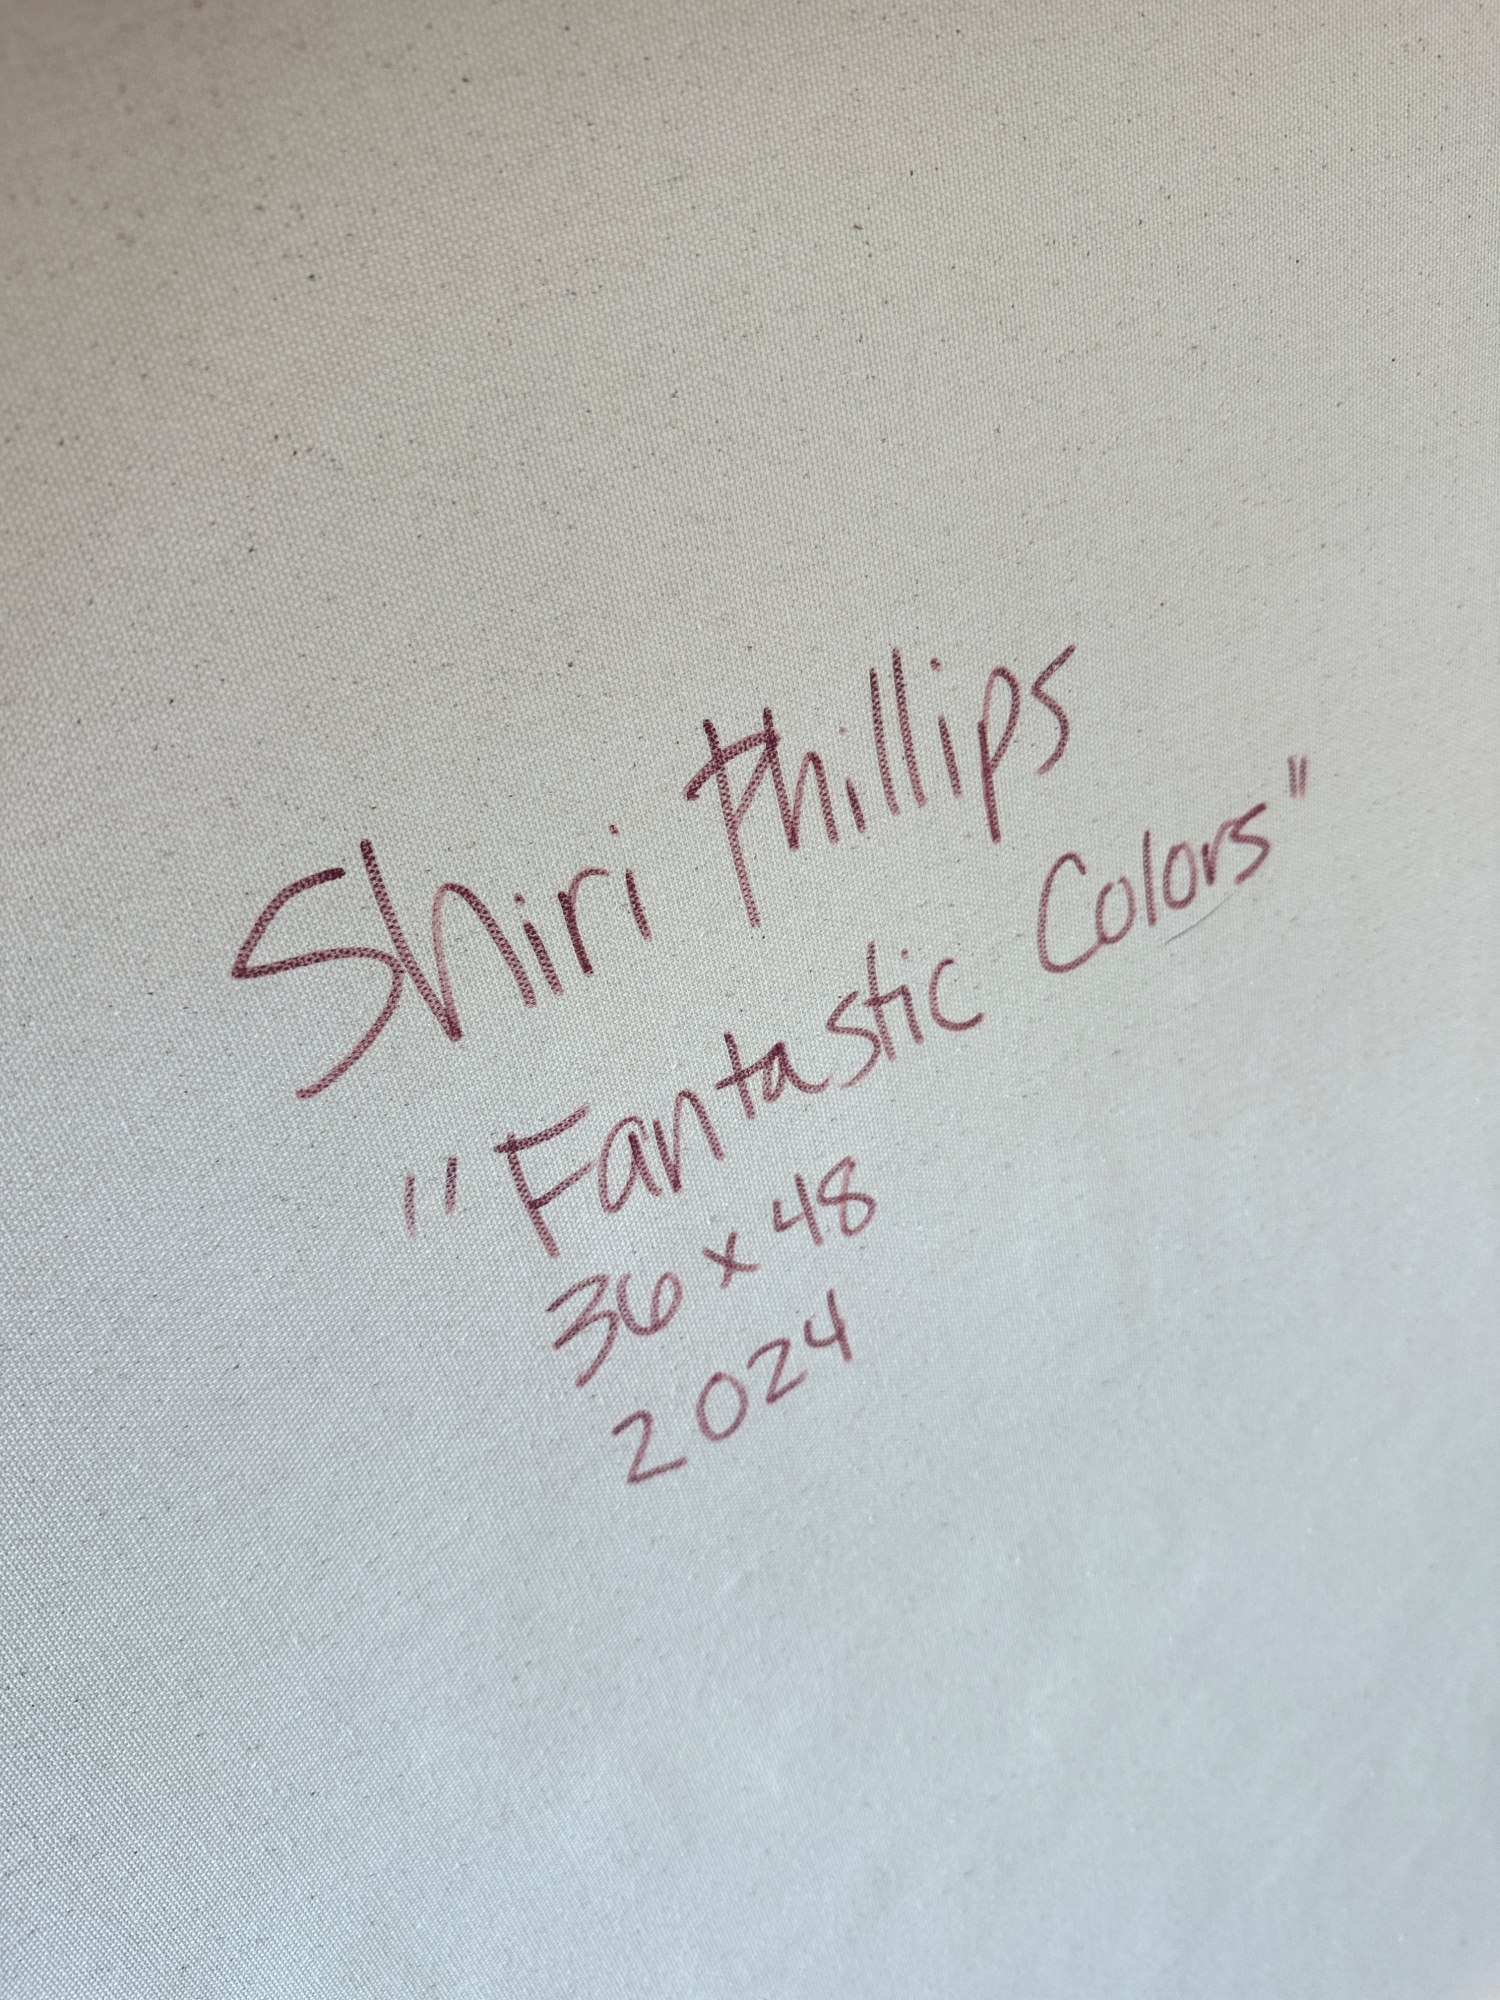 Shiri Phillips
"Fantastic Colors"
36 x 48
2024